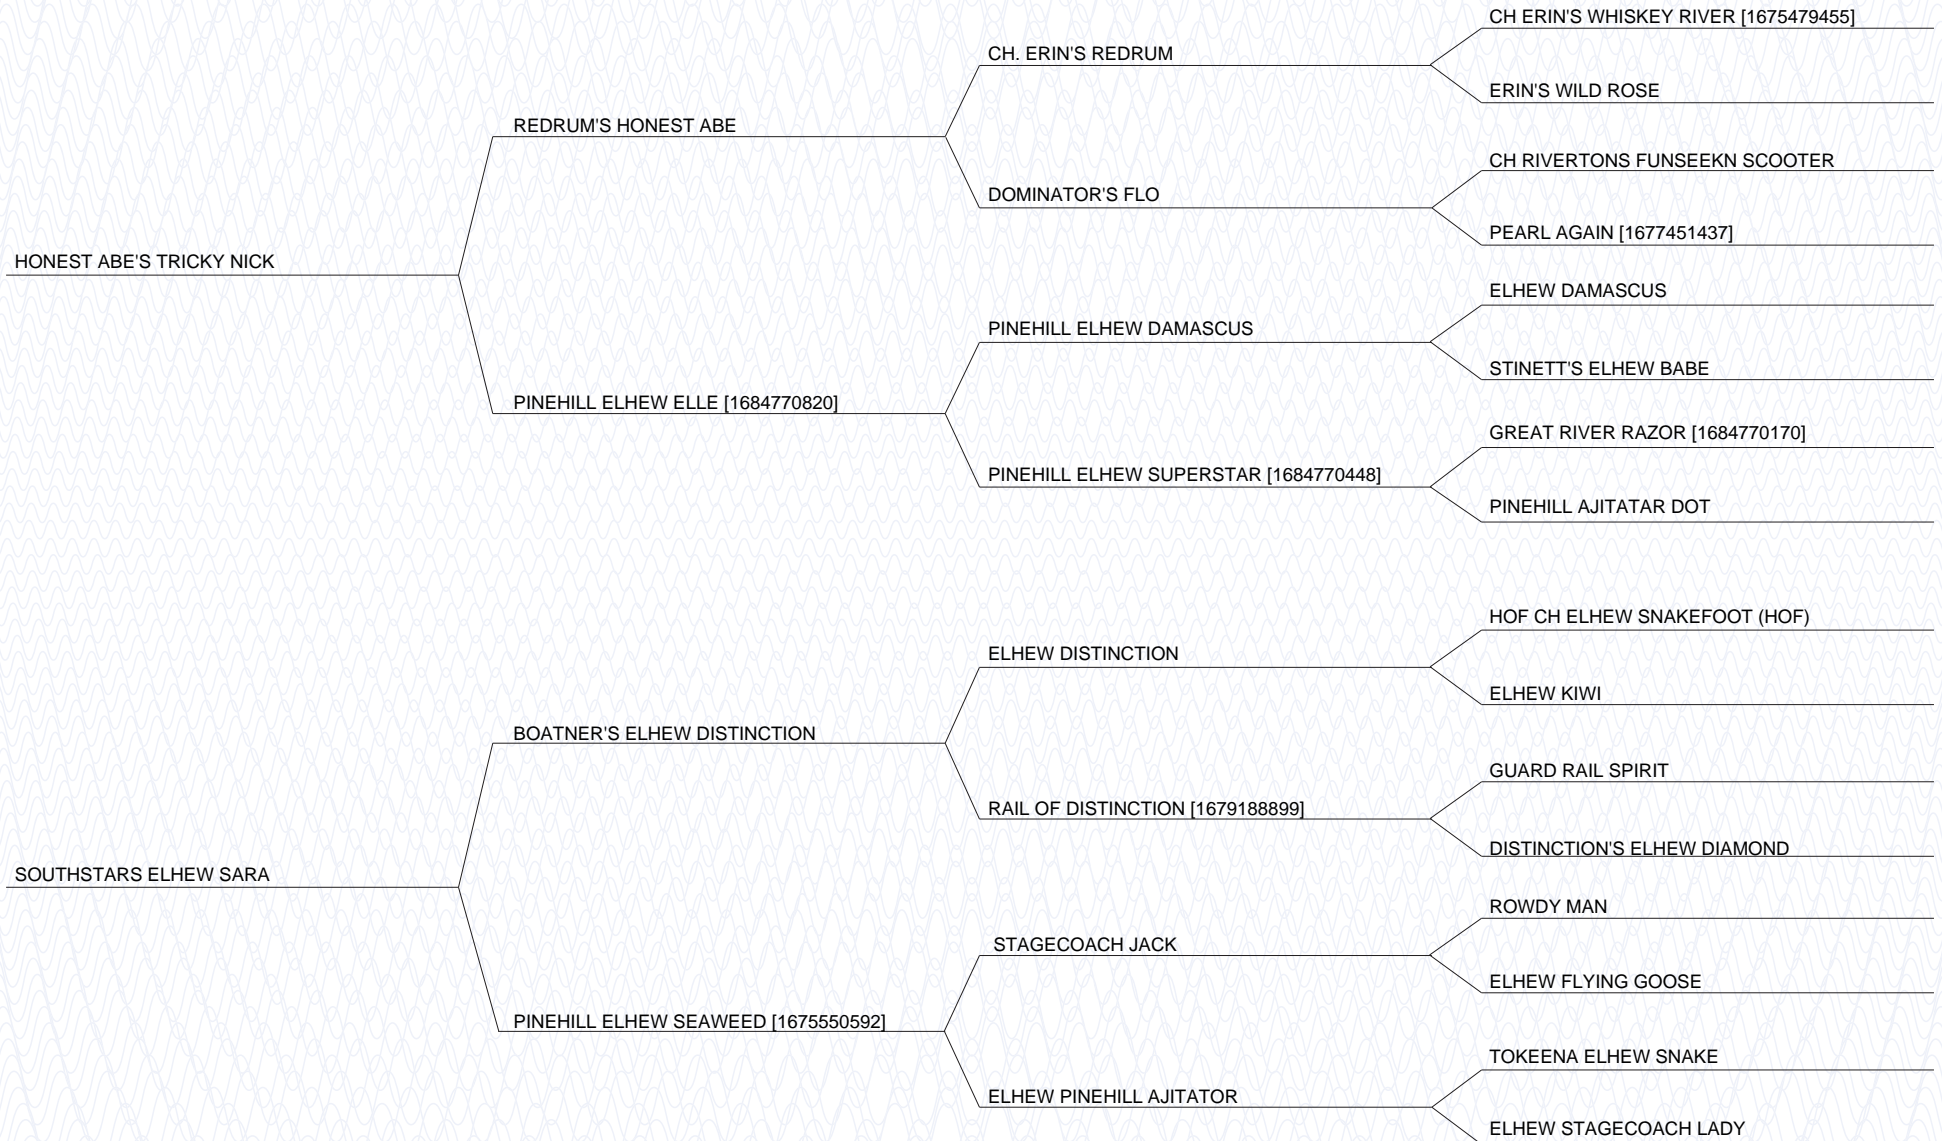 CH ERIN'S WHISKEY RIVER [1675479455]
CH. ERIN'S REDRUM
ERIN'S WILD ROSE
REDRUM'S HONEST ABE
CH RIVERTONS FUNSEEKN SCOOTER
DOMINATOR'S FLO
PEARL AGAIN [1677451437]
HONEST ABE'S TRICKY NICK
ELHEW DAMASCUS
PINEHILL ELHEW DAMASCUS
STINETT'S ELHEW BABE
PINEHILL ELHEW ELLE [1684770820]
GREAT RIVER RAZOR [1684770170]
PINEHILL ELHEW SUPERSTAR [1684770448]
PINEHILL AJITATAR DOT
HOF CH ELHEW SNAKEFOOT (HOF)
ELHEW DISTINCTION
ELHEW KIWI
BOATNER'S ELHEW DISTINCTION
GUARD RAIL SPIRIT
RAIL OF DISTINCTION [1679188899]
DISTINCTION'S ELHEW DIAMOND
SOUTHSTARS ELHEW SARA
ROWDY MAN
STAGECOACH JACK
ELHEW FLYING GOOSE
PINEHILL ELHEW SEAWEED [1675550592]
TOKEENA ELHEW SNAKE
ELHEW PINEHILL AJITATOR
ELHEW STAGECOACH LADY